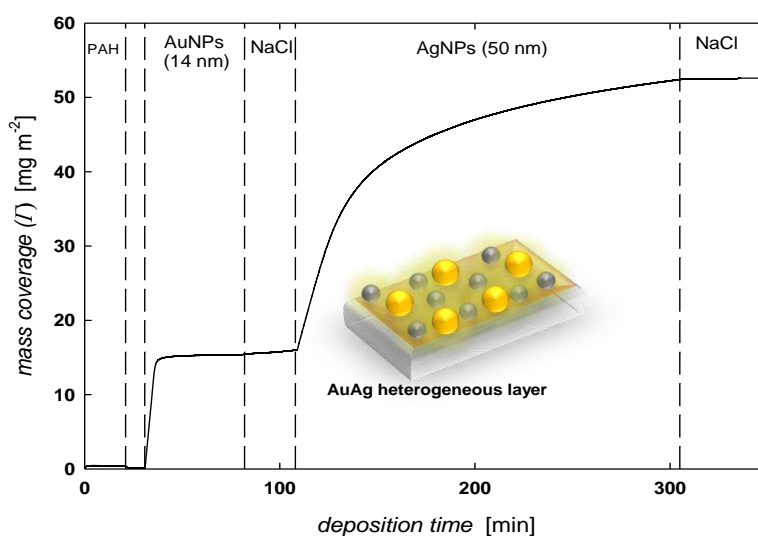 60
50
40
30
20
10
0
mass coverage (Γ) [mg m-2]
PAH
AuNPs
(14 nm)
NaCl
AgNPs (50 nm)
NaCl
AuAg heterogeneous layer
0
100
200
300
deposition time [min]